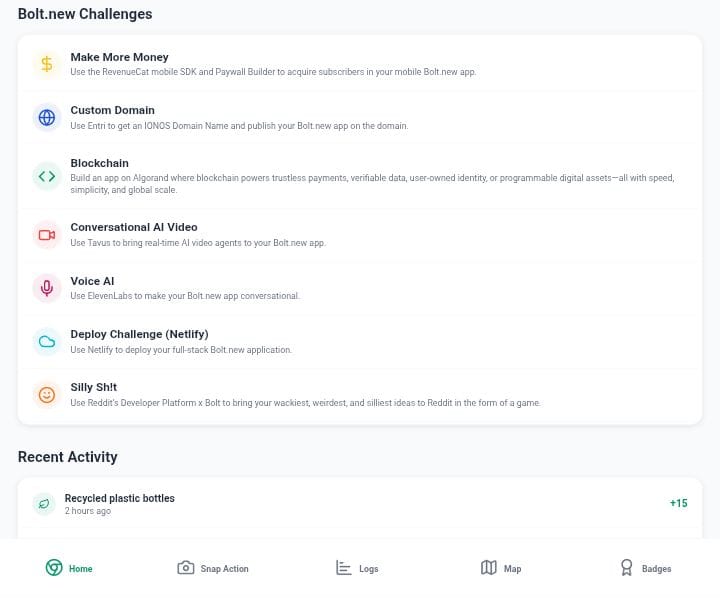 Bolt.new Challenges
Make More Money
Use the RevenueCat mobile SDK and Paywall Builder to acquire subscribers in your mobile Bolt.new app.
Custom Domain
Use Entri to get an IONOS Domain Name and publish your Bolt.new app on the domain.
Blockchain
Build an app on Algorand where blockchain powers trustless payments, verifiable data, user-owned identity, or programmable digital assets—all with speed,
simplicity, and global scale.
Conversational AI Video
Use Tavus to bring real-time AI video agents to your Bolt.new app.
Voice AI
Use ElevenLabs to make your Bolt.new app conversational.
Deploy Challenge (Netlify)
Use Netlify to deploy your full-stack Bolt.new application.
Silly Sh!t
Use Reddit's Developer Platform x Bolt to bring your wackiest, weirdest, and silliest ideas to Reddit in the form of a game.
Recent Activity
Recycled plastic bottles
+15
2 hours ago
Home Snap Action Logs Map Badges